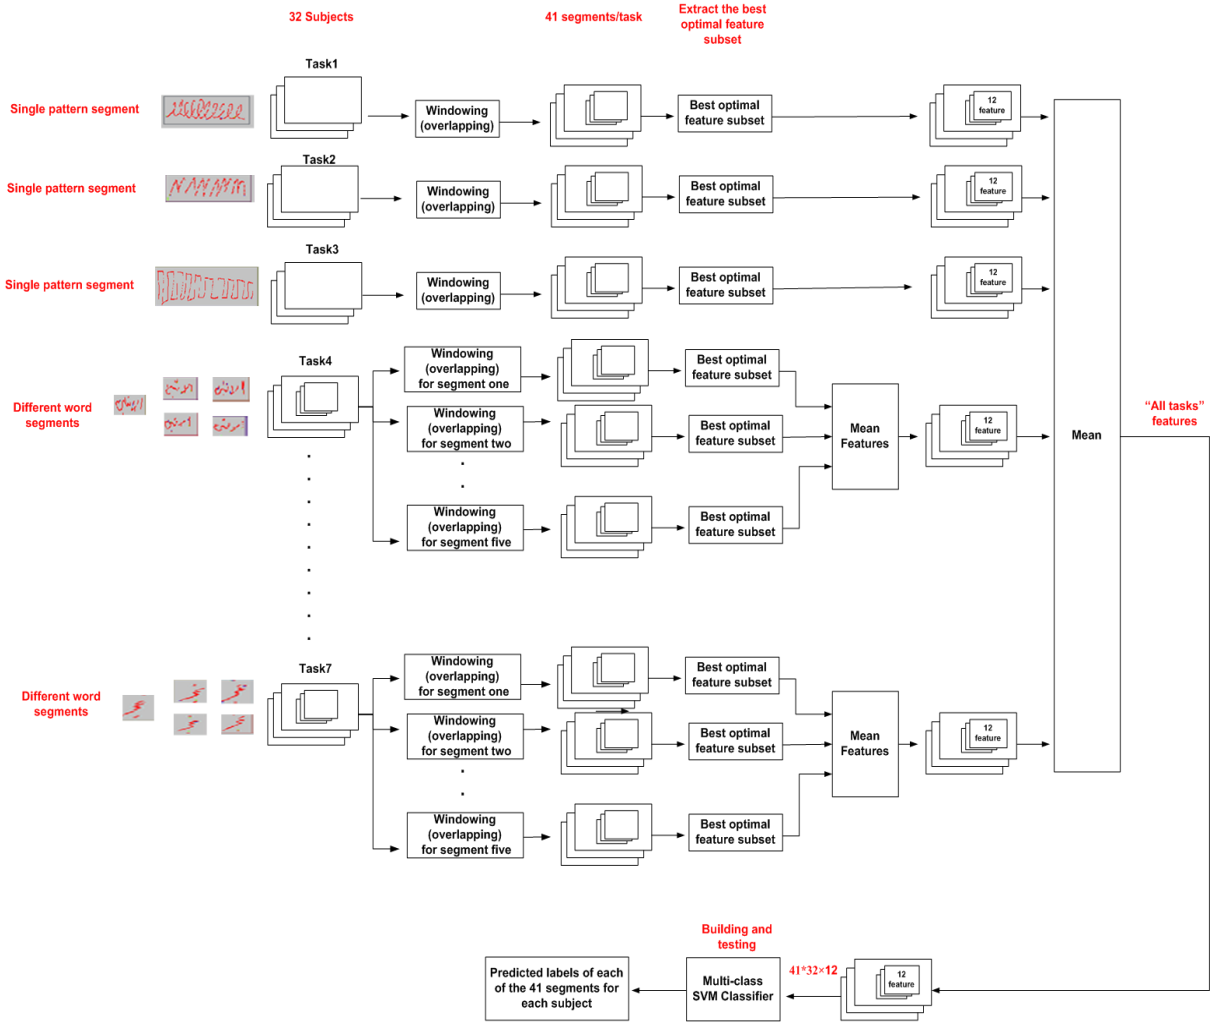 32 Subjects
41 segments/task
Extract the best
optimal feature
subset
Task1
Single pattern segment
Windowing
(overlapping)
Best optimal
feature subset
12
feature
Task2
Single pattern segment
Windowing
(overlapping)
Best optimal
feature subset
12
feature
Task3
Single pattern segment
Windowing
(overlapping)
Best optimal
feature subset
12
feature
Task4
Different word
segments
Windowing
(overlapping)
for segment one
Best optimal
feature subset
Windowing
(overlapping)
for segment two
Best optimal
feature subset
Windowing
(overlapping)
for segment five
Best optimal
feature subset
Mean
Features
12
feature
Mean
“All tasks”
features
Task7
Different word
segments
Windowing
(overlapping)
for segment one
Best optimal
feature subset
Windowing
(overlapping)
for segment two
Best optimal
feature subset
Windowing
(overlapping)
for segment five
Best optimal
feature subset
Mean
Features
12
feature
Building and
testing
Predicted labels of each
of the 41 segments for
each subject
Multi-class
SVM Classifier
41*32×12
12
feature